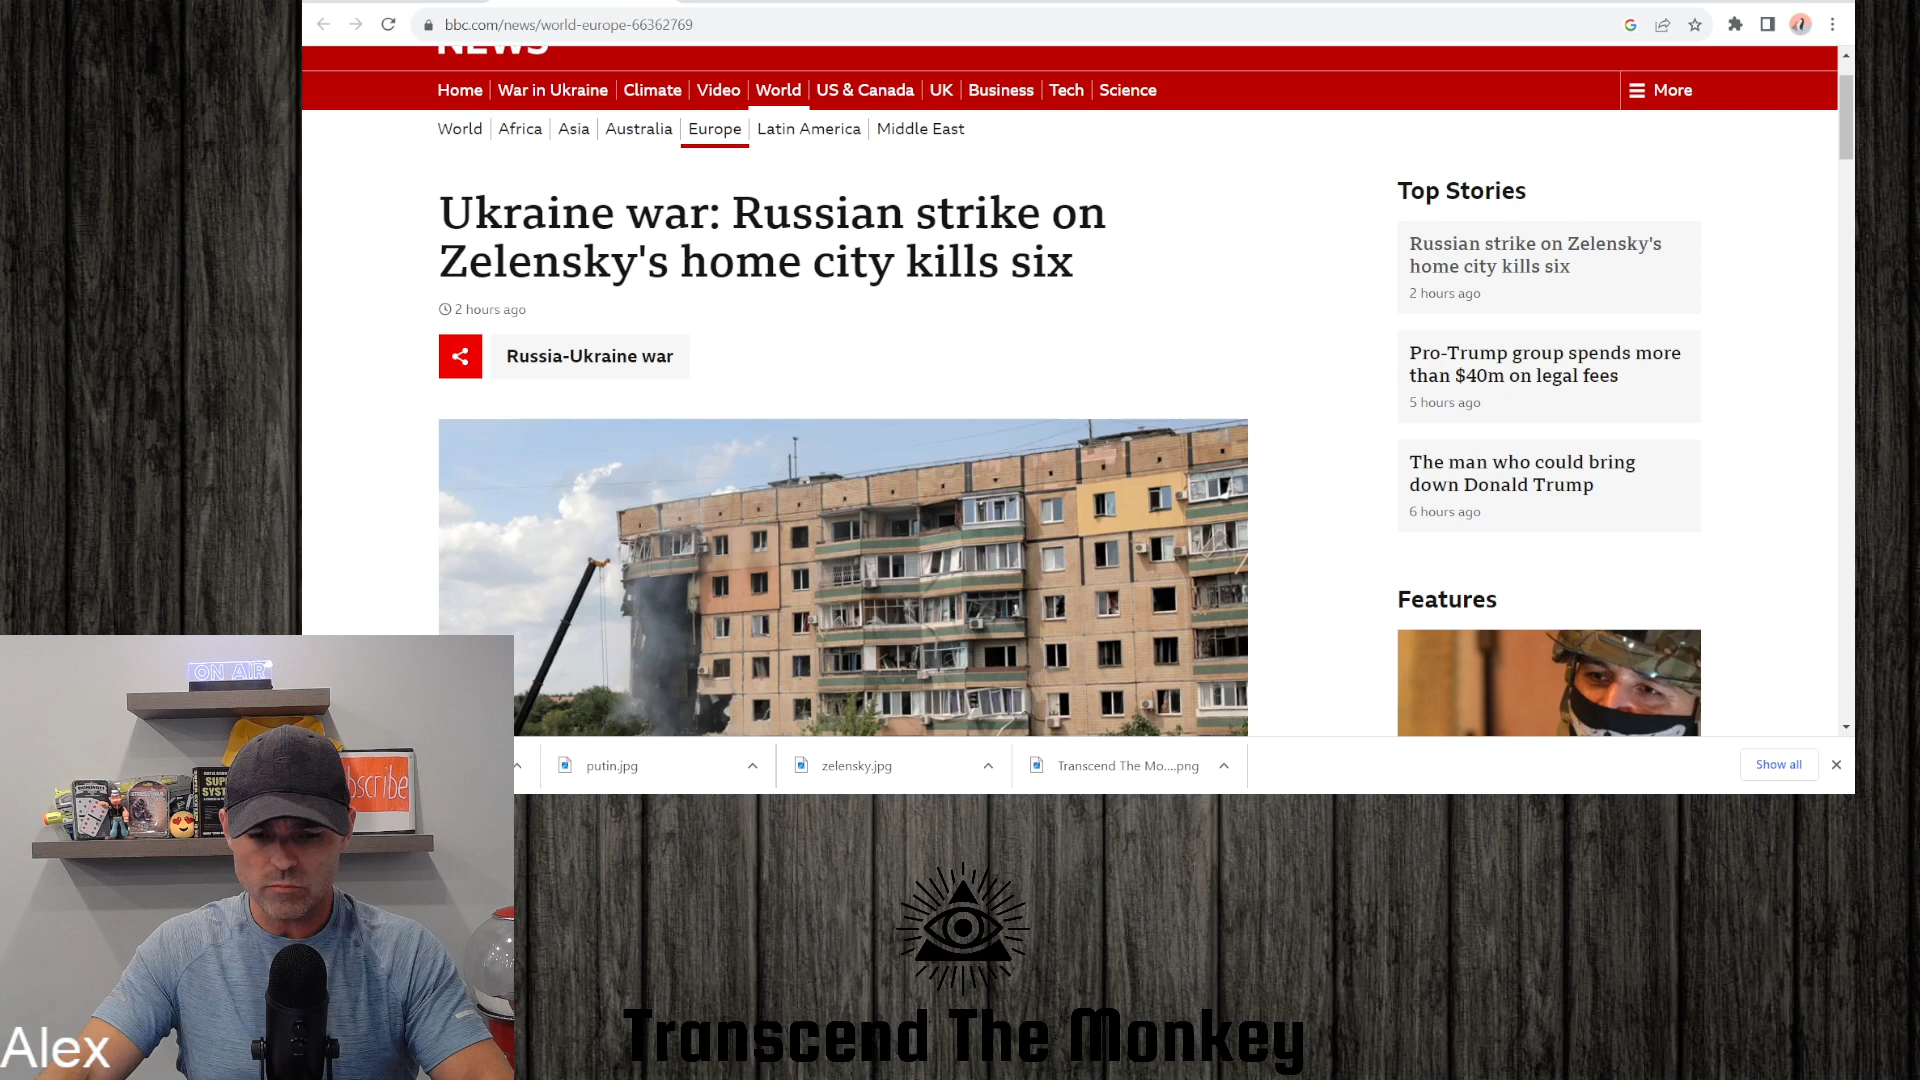 bbc.com/news/world-europe-66362769
NEWS
Home War in Ukraine Climate Video World US & Canada UK Business Tech Science More
World Africa Asia Australia Europe Latin America Middle East
Ukraine war: Russian strike on
Zelensky's home city kills six
2 hours ago
Russia-Ukraine war
Top Stories
Russian strike on Zelensky's
home city kills six
2 hours ago
Pro-Trump group spends more
than $40m on legal fees
5 hours ago
The man who could bring
down Donald Trump
6 hours ago
Features
putin.jpg zelensky.jpg Transcend The Mo....png Show all
ON AIR
Alex
Transcend The Monkey